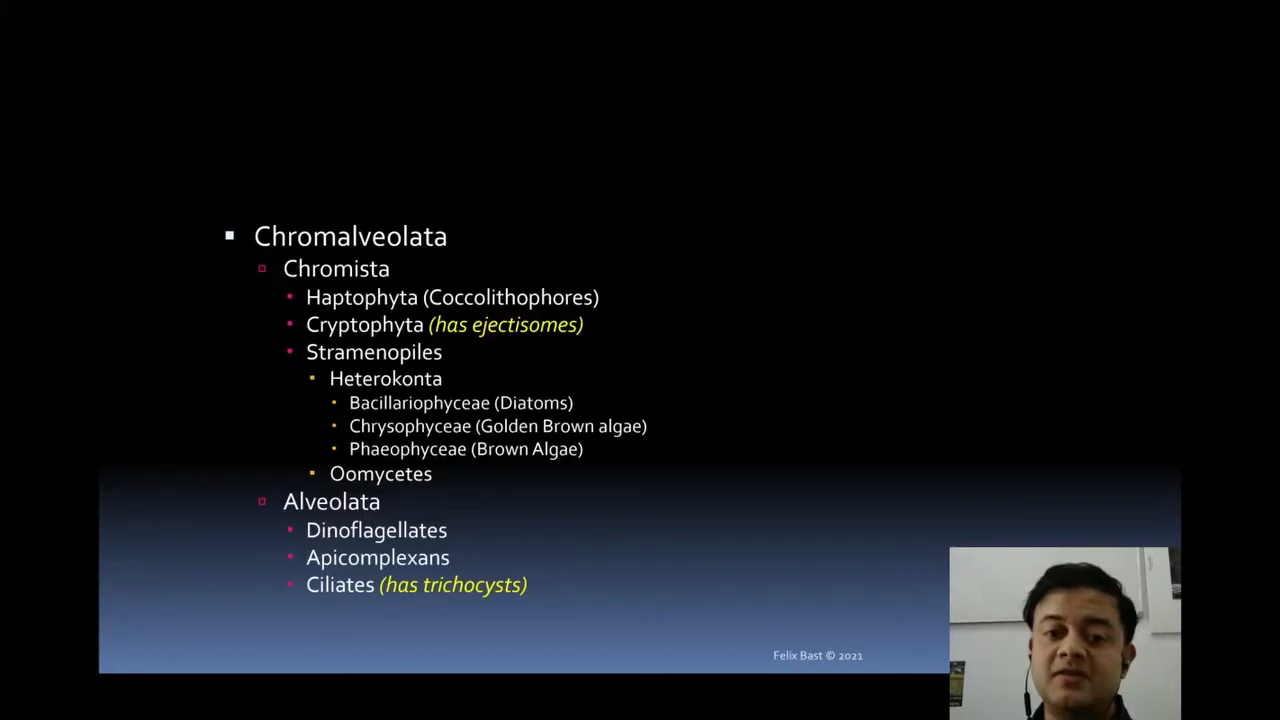 Chromalveolata
Chromista
Haptophyta (Coccolithophores)
Cryptophyta (has ejectisomes)
Stramenopiles
Heterokonta
Bacillariophyceae (Diatoms)
Chrysophyceae (Golden Brown algae)
Phaeophyceae (Brown Algae)
Oomycetes
Alveolata
Dinoflagellates
Apicomplexans
Ciliates (has trichocysts)
Felix Bast © 2021